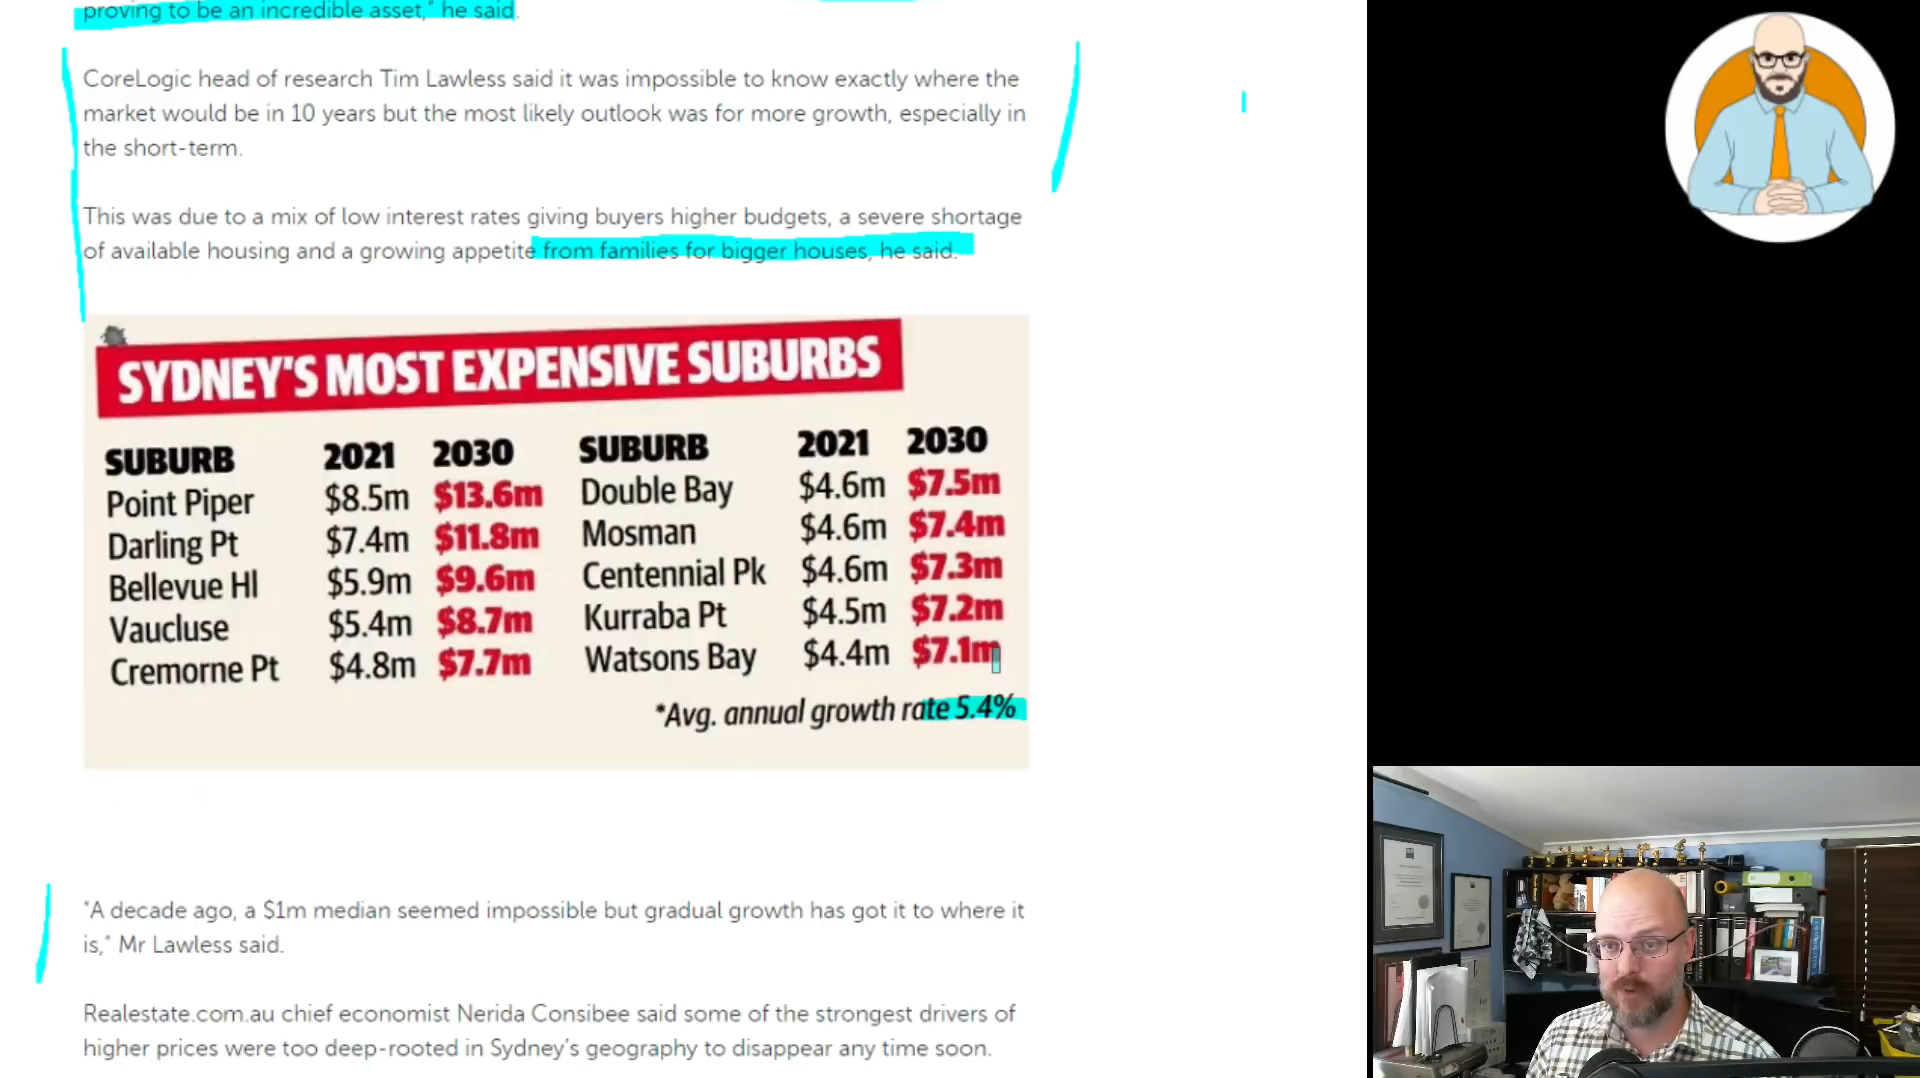 proving to be an incredible asset," he said.
CoreLogic head of research Tim Lawless said it was impossible to know exactly where the
market would be in 10 years but the most likely outlook was for more growth, especially in
the short-term.
This was due to a mix of low interest rates giving buyers higher budgets, a severe shortage
of available housing and a growing appetite from families for bigger houses, he said.
SYDNEY'S MOST EXPENSIVE SUBURBS
SUBURB 2021 2030
Point Piper $8.5m $13.6m
Darling Pt $7.4m $11.8m
Bellevue Hl $5.9m $9.6m
Vaucluse $5.4m $8.7m
Cremorne Pt $4.8m $7.7m
SUBURB 2021 2030
Double Bay $4.6m $7.5m
Mosman $4.6m $7.4m
Centennial Pk $4.6m $7.3m
Kurraba Pt $4.5m $7.2m
Watsons Bay $4.4m $7.1m
*Avg. annual growth rate 5.4%
"A decade ago, a $1m median seemed impossible but gradual growth has got it to where it
is," Mr Lawless said.
Realestate.com.au chief economist Nerida Consibee said some of the strongest drivers of
higher prices were too deep-rooted in Sydney's geography to disappear any time soon.